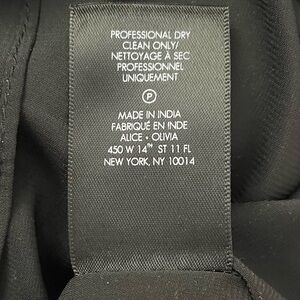 PROFESSIONAL DRY
CLEAN ONLY/
NETTOYAGE À SEC
PROFESSIONNEL
UNIQUEMENT
P
MADE IN INDIA
FABRIQUÉ EN INDE
ALICE + OLIVIA
450 W 14TH ST 11 FL
NEW YORK, NY 10014